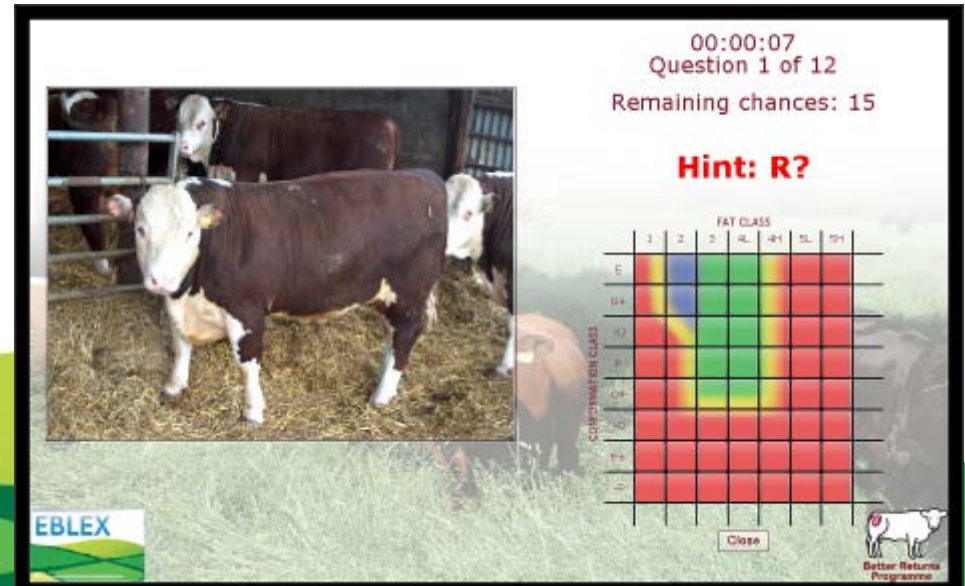 00:00:07
Question 1 of 12
Remaining chances: 15
Hint: R?
FAT CLASS
1 2 3 4L 4H 5L 5H
E
U+
-U
R
O+
CONFORMATION CLASS
Close
EBLEX
Better Returns
Programme